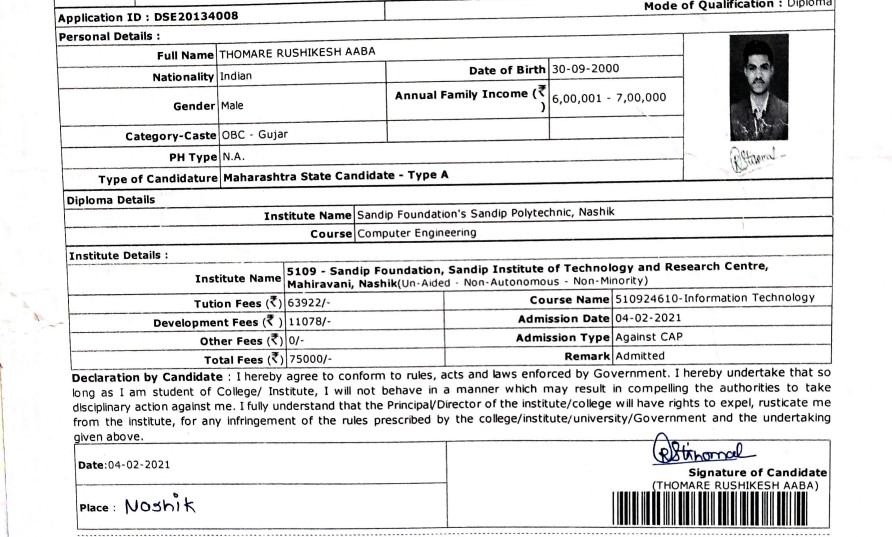 Mode of Qualification : Diploma
Application ID : DSE20134008
Personal Details :
Full Name THOMARE RUSHIKESH AABA
Nationality Indian Date of Birth 30-09-2000
Gender Male Annual Family Income (₹ ) 6,00,001 - 7,00,000
Category-Caste OBC - Gujar
PH Type N.A.
Type of Candidature Maharashtra State Candidate - Type A
Diploma Details
Institute Name Sandip Foundation's Sandip Polytechnic, Nashik
Course Computer Engineering
Institute Details :
Institute Name 5109 - Sandip Foundation, Sandip Institute of Technology and Research Centre,
Mahiravani, Nashik(Un-Aided - Non-Autonomous - Non-Minority)
Tution Fees (₹) 63922/- Course Name 510924610-Information Technology
Development Fees (₹ ) 11078/- Admission Date 04-02-2021
Other Fees (₹) 0/- Admission Type Against CAP
Total Fees (₹) 75000/- Remark Admitted
Declaration by Candidate : I hereby agree to conform to rules, acts and laws enforced by Government. I hereby undertake that so
long as I am student of College/ Institute, I will not behave in a manner which may result in compelling the authorities to take
disciplinary action against me. I fully understand that the Principal/Director of the institute/college will have rights to expel, rusticate me
from the institute, for any infringement of the rules prescribed by the college/institute/university/Government and the undertaking
given above.
Date:04-02-2021
Signature of Candidate
(THOMARE RUSHIKESH AABA)
Place : Nashik